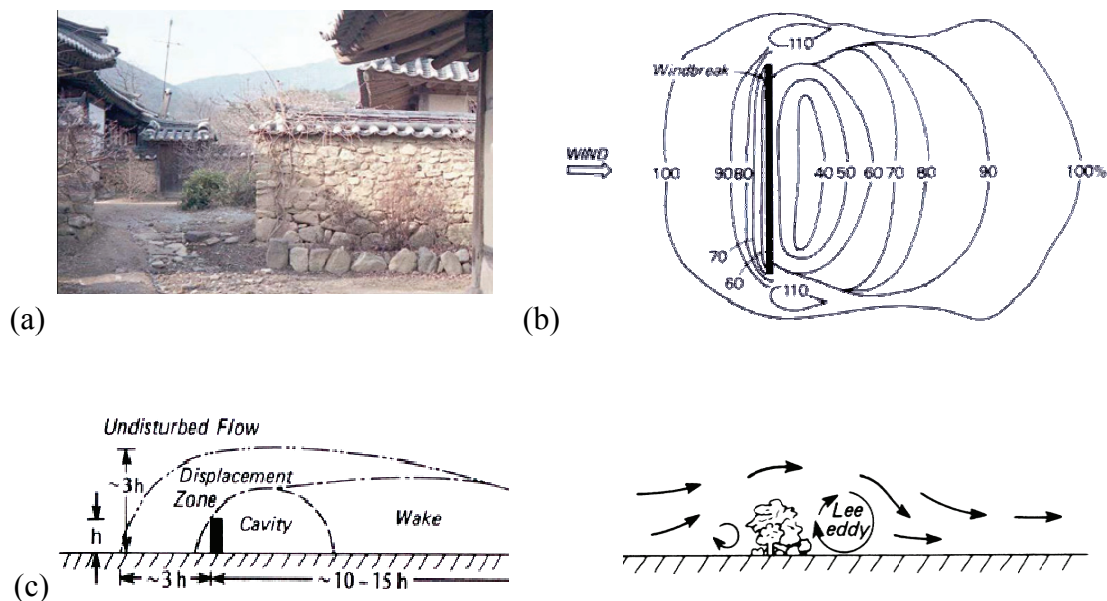 110
Windbreak
WIND
100 90 80 40 50 60 70 80 90 100%
70
60
110
(a)
(b)
Undisturbed Flow
~3h
Displacement
Zone
h
Cavity
Wake
Lee
eddy
~3h
~10-15h
(c)